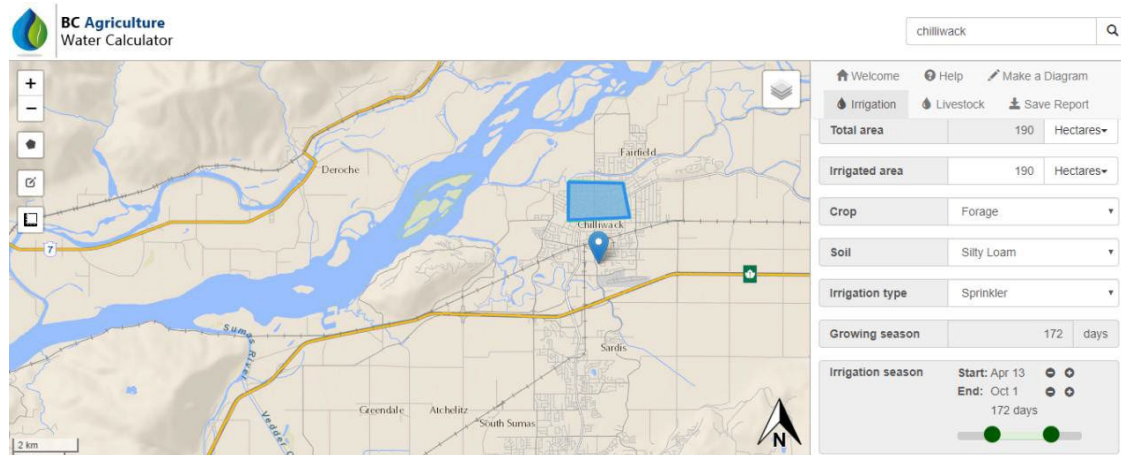 BC Agriculture
Water Calculator
chilliwack
Welcome
Help
Make a Diagram
Irrigation
Livestock
Save Report
Total area 190 Hectares
Irrigated area 190 Hectares
Crop Forage
Soil Silty Loam
Irrigation type Sprinkler
Growing season 172 days
Irrigation season Start: Apr 13
End: Oct 1
172 days
+
−
Deroche
Fairfield
Chilliwack
7
1
Sumas River
Sardis
Vedder
Greendale
Atchelitz
South Sumas
2 km
N